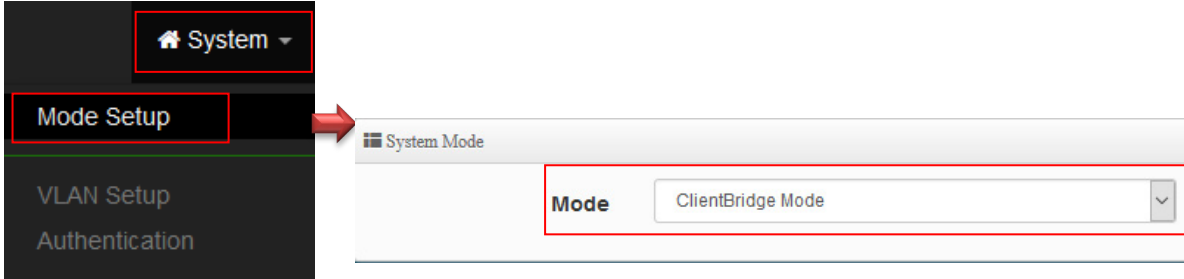 System
Mode Setup
VLAN Setup
Authentication
System Mode
Mode
ClientBridge Mode